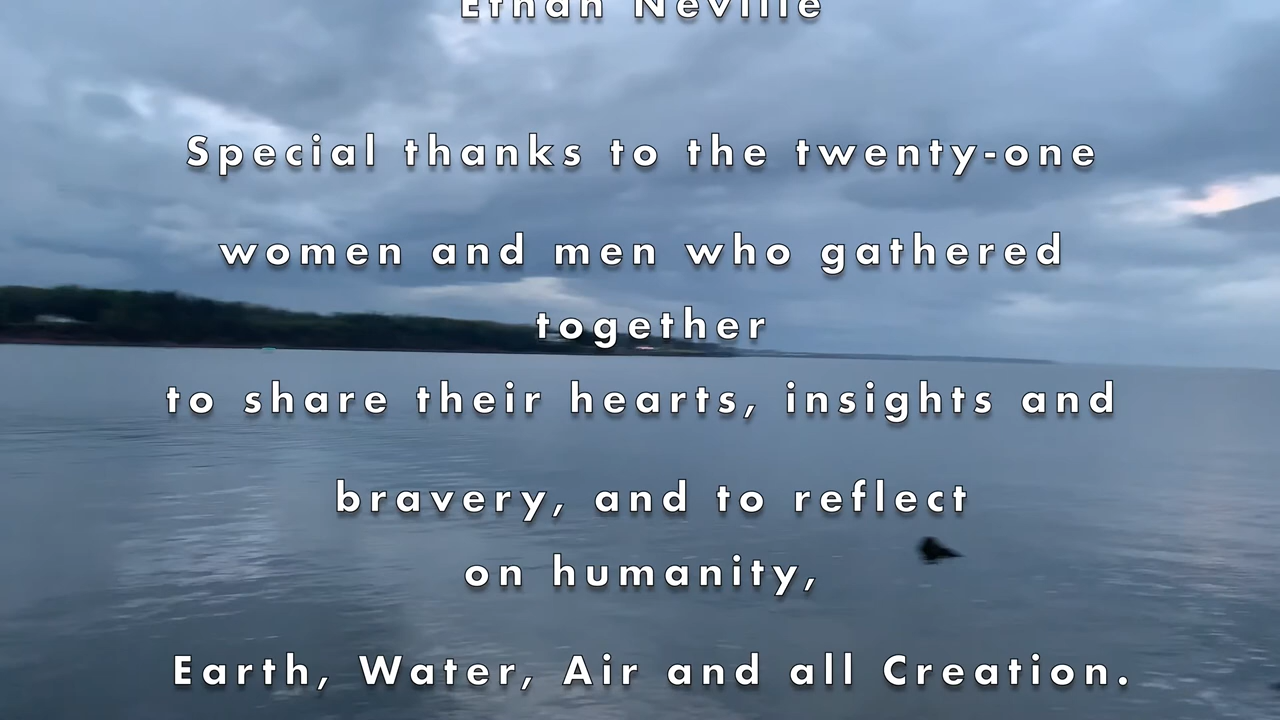 Ethan Neville
Special thanks to the twenty-one
women and men who gathered
together
to share their hearts, insights and
bravery, and to reflect
on humanity,
Earth, Water, Air and all Creation.